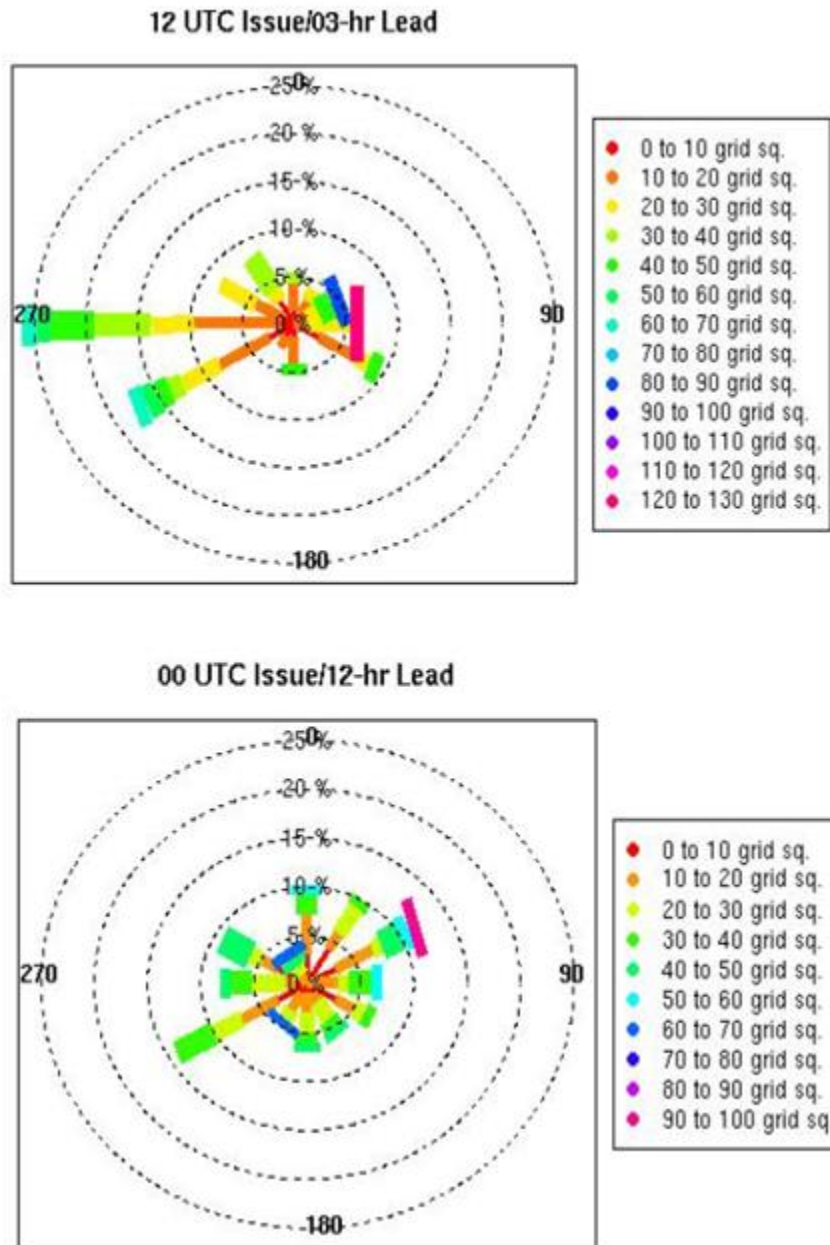 12 UTC Issue/03-hr Lead
0
25 %
20 %
15 %
10 %
5 %
0 %
270
90
180
0 to 10 grid sq.
10 to 20 grid sq.
20 to 30 grid sq.
30 to 40 grid sq.
40 to 50 grid sq.
50 to 60 grid sq.
60 to 70 grid sq.
70 to 80 grid sq.
80 to 90 grid sq.
90 to 100 grid sq.
100 to 110 grid sq.
110 to 120 grid sq.
120 to 130 grid sq.
00 UTC Issue/12-hr Lead
0
25 %
20 %
15 %
10 %
5 %
0 %
270
90
180
0 to 10 grid sq.
10 to 20 grid sq.
20 to 30 grid sq.
30 to 40 grid sq.
40 to 50 grid sq.
50 to 60 grid sq.
60 to 70 grid sq.
70 to 80 grid sq.
80 to 90 grid sq.
90 to 100 grid sq